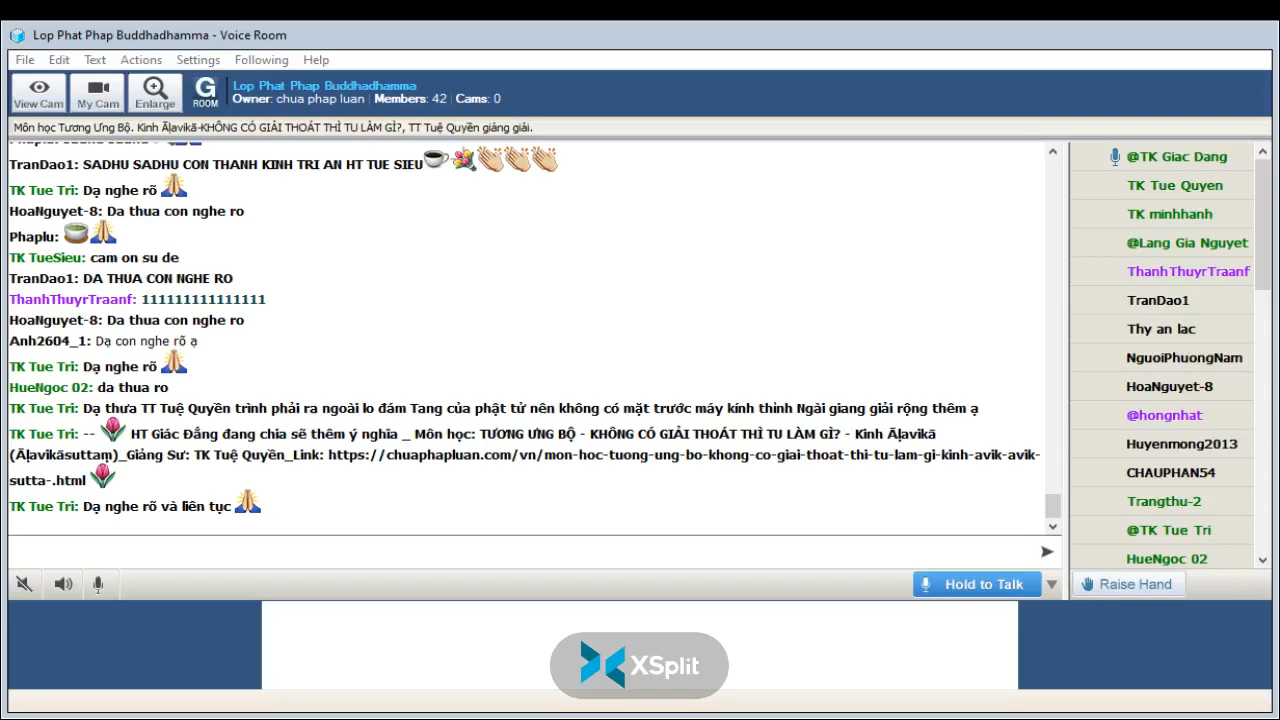 Lop Phat Phap Buddhadhamma - Voice Room
File Edit Text Actions Settings Following Help
View Cam My Cam Enlarge G ROOM
Lop Phat Phap Buddhadhamma
Owner: chua phap luan | Members: 42 | Cams: 0
Môn học Tương Ưng Bộ. Kinh Āḷavikā-KHÔNG CÓ GIẢI THOÁT THÌ TU LÀM GÌ?, TT Tuệ Quyền giảng giải.
TranDao1: SADHU SADHU CON THANH KINH TRI AN HT TUE SIEU
TK Tue Tri: Dạ nghe rõ
HoaNguyet-8: Da thua con nghe ro
Phaplu:
TK TueSieu: cam on su de
TranDao1: DA THUA CON NGHE RO
ThanhThuyrTraanf: 111111111111111
HoaNguyet-8: Da thua con nghe ro
Anh2604_1: Dạ con nghe rõ ạ
TK Tue Tri: Dạ nghe rõ
HueNgoc 02: da thua ro
TK Tue Tri: Dạ thưa TT Tuệ Quyền trình phải ra ngoài lo đám Tang của phật tử nên không có mặt trước máy kính thỉnh Ngài giang giải rộng thêm ạ
TK Tue Tri: -- HT Giác Đẳng đang chia sẽ thêm ý nghĩa _ Môn học: TƯƠNG ƯNG BỘ - KHÔNG CÓ GIẢI THOÁT THÌ TU LÀM GÌ? - Kinh Āḷavikā
(Āḷavikāsuttaṃ)_Giảng Sư: TK Tuệ Quyền_Link: https://chuaphapluan.com/vn/mon-hoc-tuong-ung-bo-khong-co-giai-thoat-thi-tu-lam-gi-kinh-avik-avik-
sutta-.html
TK Tue Tri: Dạ nghe rõ và liên tục
@TK Giac Dang
TK Tue Quyen
TK minhhanh
@Lang Gia Nguyet
ThanhThuyrTraanf
TranDao1
Thy an lac
NguoiPhuongNam
HoaNguyet-8
@hongnhat
Huyenmong2013
CHAUPHAN54
Trangthu-2
@TK Tue Tri
HueNgoc 02
Hold to Talk
Raise Hand
XSplit